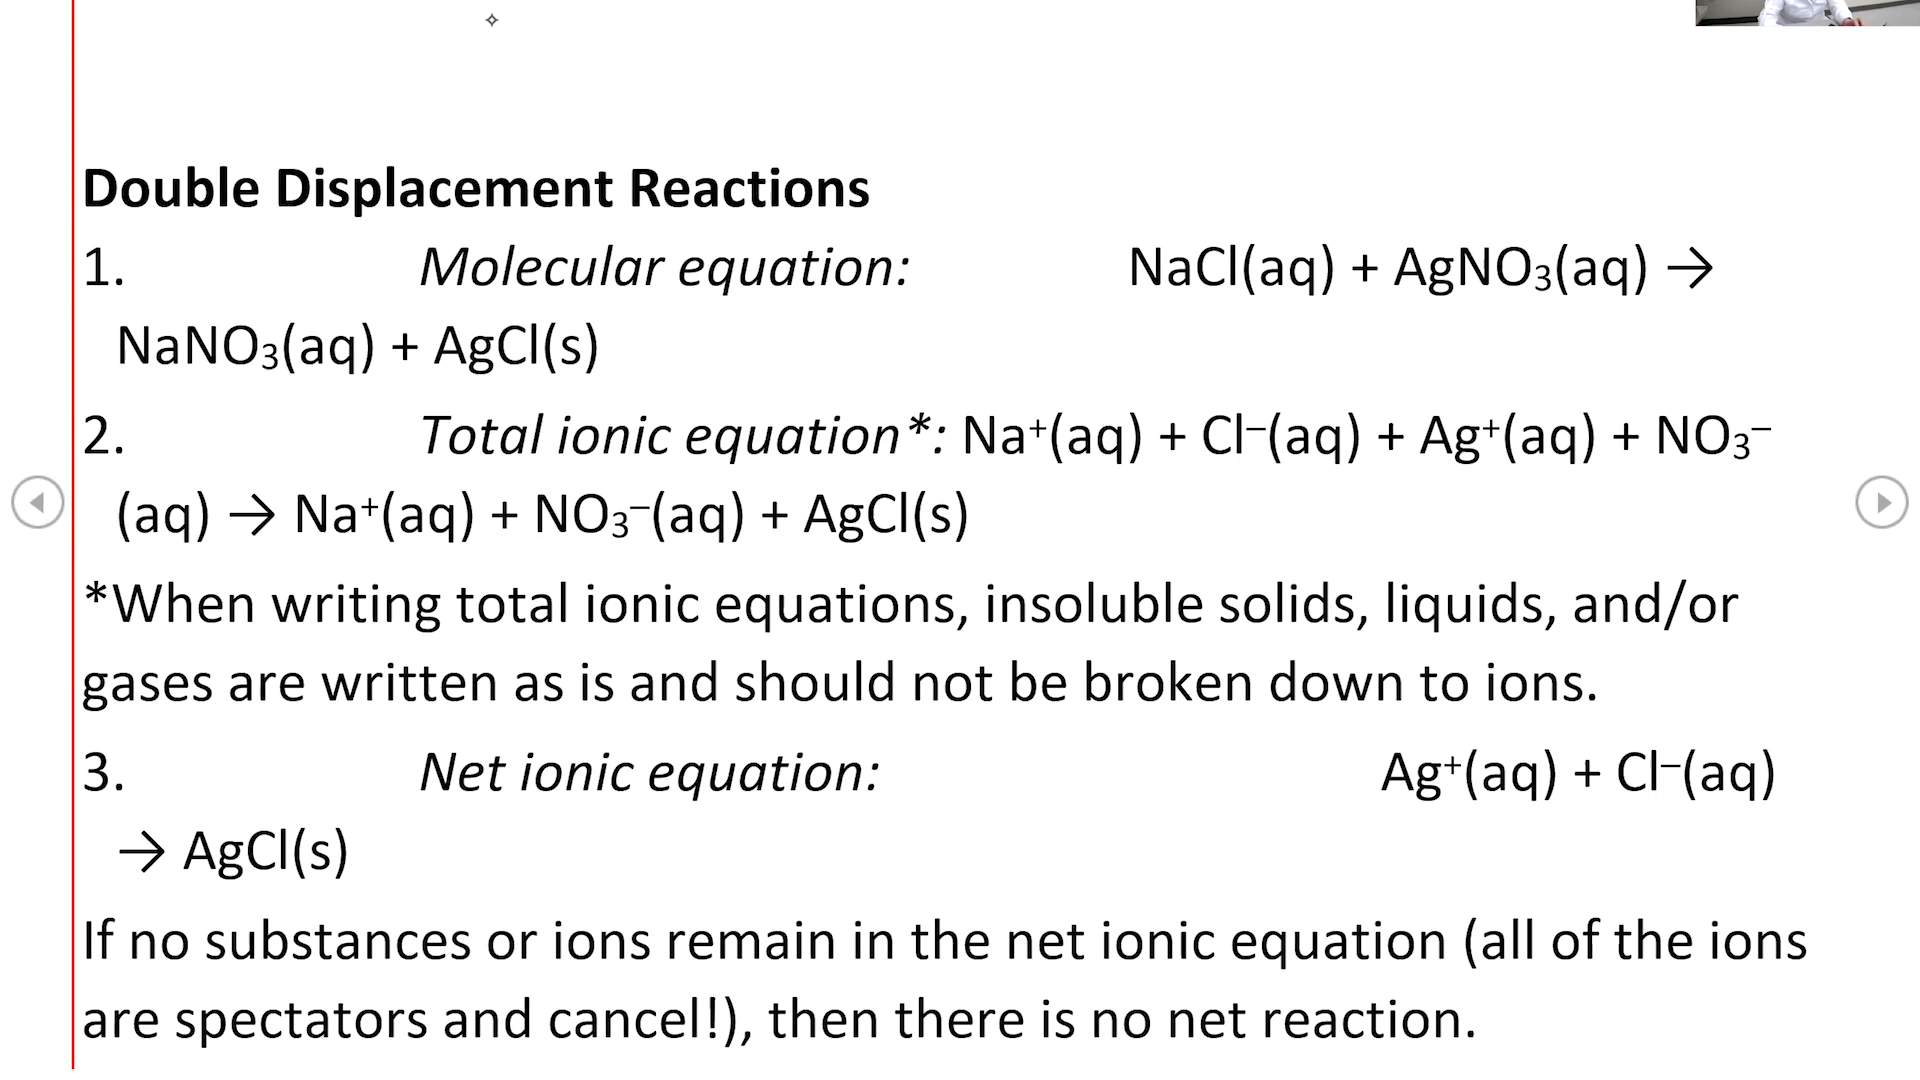 Double Displacement Reactions
1. Molecular equation: NaCl(aq) + AgNO₃(aq) →
NaNO₃(aq) + AgCl(s)
2. Total ionic equation*: Na⁺(aq) + Cl⁻(aq) + Ag⁺(aq) + NO₃⁻
(aq) → Na⁺(aq) + NO₃⁻(aq) + AgCl(s)
*When writing total ionic equations, insoluble solids, liquids, and/or
gases are written as is and should not be broken down to ions.
3. Net ionic equation: Ag⁺(aq) + Cl⁻(aq)
→ AgCl(s)
If no substances or ions remain in the net ionic equation (all of the ions
are spectators and cancel!), then there is no net reaction.